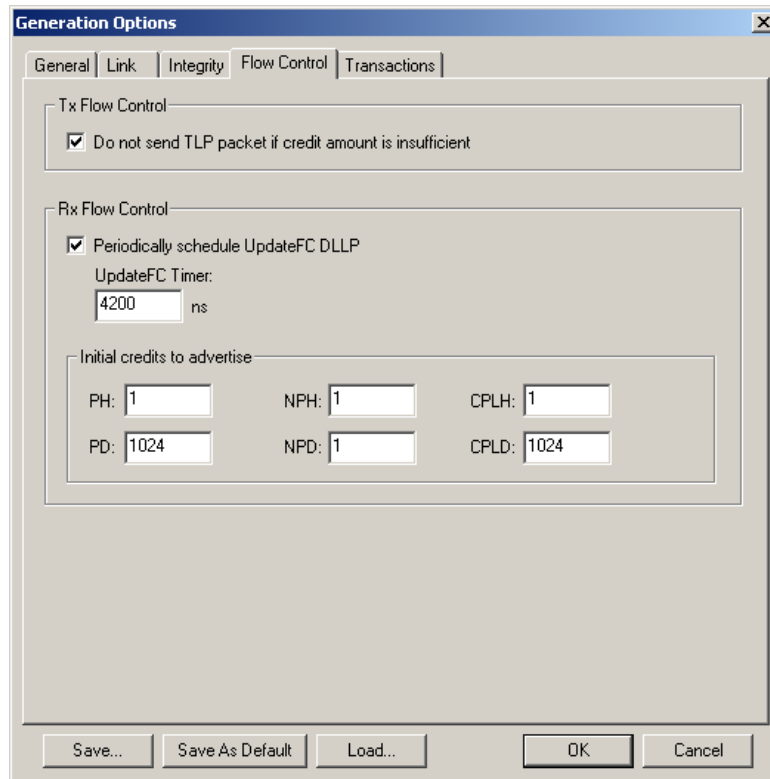 Generation Options
General Link Integrity Flow Control Transactions
Tx Flow Control
Do not send TLP packet if credit amount is insufficient
Rx Flow Control
Periodically schedule UpdateFC DLLP
UpdateFC Timer:
4200 ns
Initial credits to advertise
PH: 1 NPH: 1 CPLH: 1
PD: 1024 NPD: 1 CPLD: 1024
Save... Save As Default Load... OK Cancel